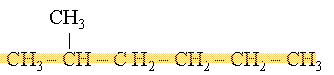 CH₃
CH₃ – CH – CH₂ – CH₂ – CH₂ – CH₃